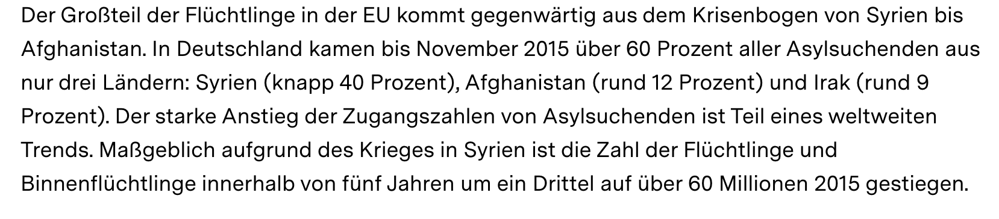 Der Großteil der Flüchtlinge in der EU kommt gegenwärtig aus dem Krisenbogen von Syrien bis
Afghanistan. In Deutschland kamen bis November 2015 über 60 Prozent aller Asylsuchenden aus
nur drei Ländern: Syrien (knapp 40 Prozent), Afghanistan (rund 12 Prozent) und Irak (rund 9
Prozent). Der starke Anstieg der Zugangszahlen von Asylsuchenden ist Teil eines weltweiten
Trends. Maßgeblich aufgrund des Krieges in Syrien ist die Zahl der Flüchtlinge und
Binnenflüchtlinge innerhalb von fünf Jahren um ein Drittel auf über 60 Millionen 2015 gestiegen.